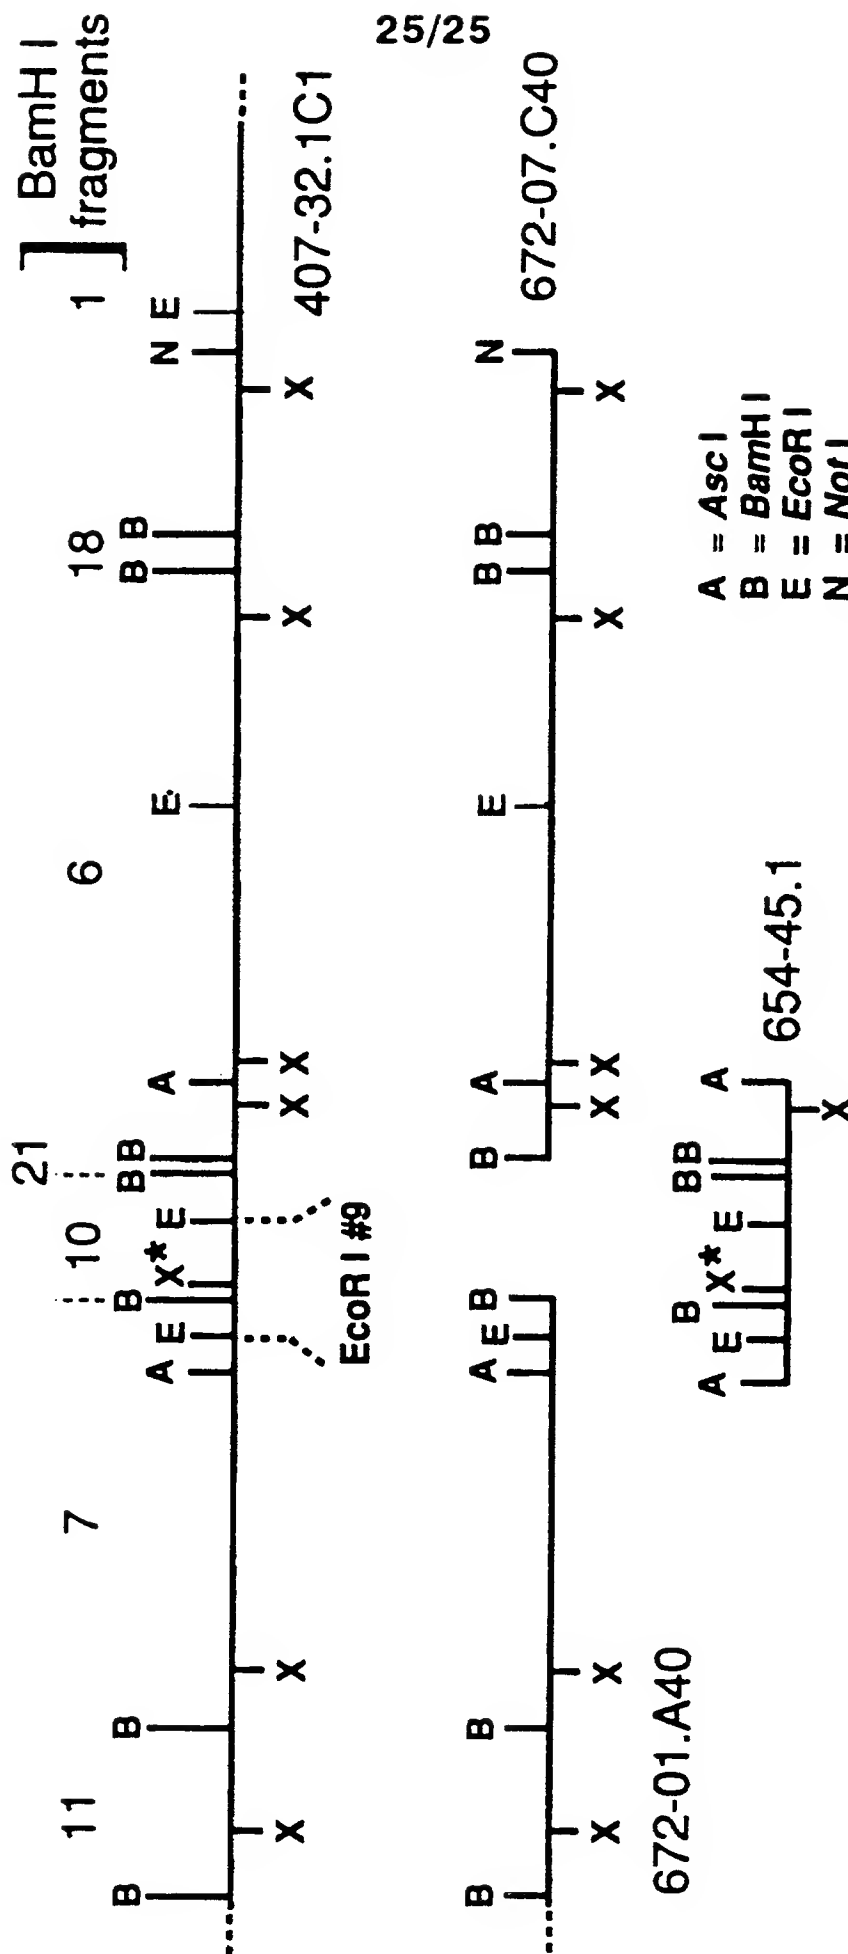 25/25
11 7 10 21 6 18 1 ] BamH I
fragments
B B A E B X* E B B A E B B N E
X X X X X X
EcoR I #9
407-32.1C1
B B A E B B A E B B N
X X X X X X
672-01.A40
672-07.C40
A E B X* E B B A
X
654-45.1
A = Asc I
B = BamH I
E = EcoR I
N = Not I